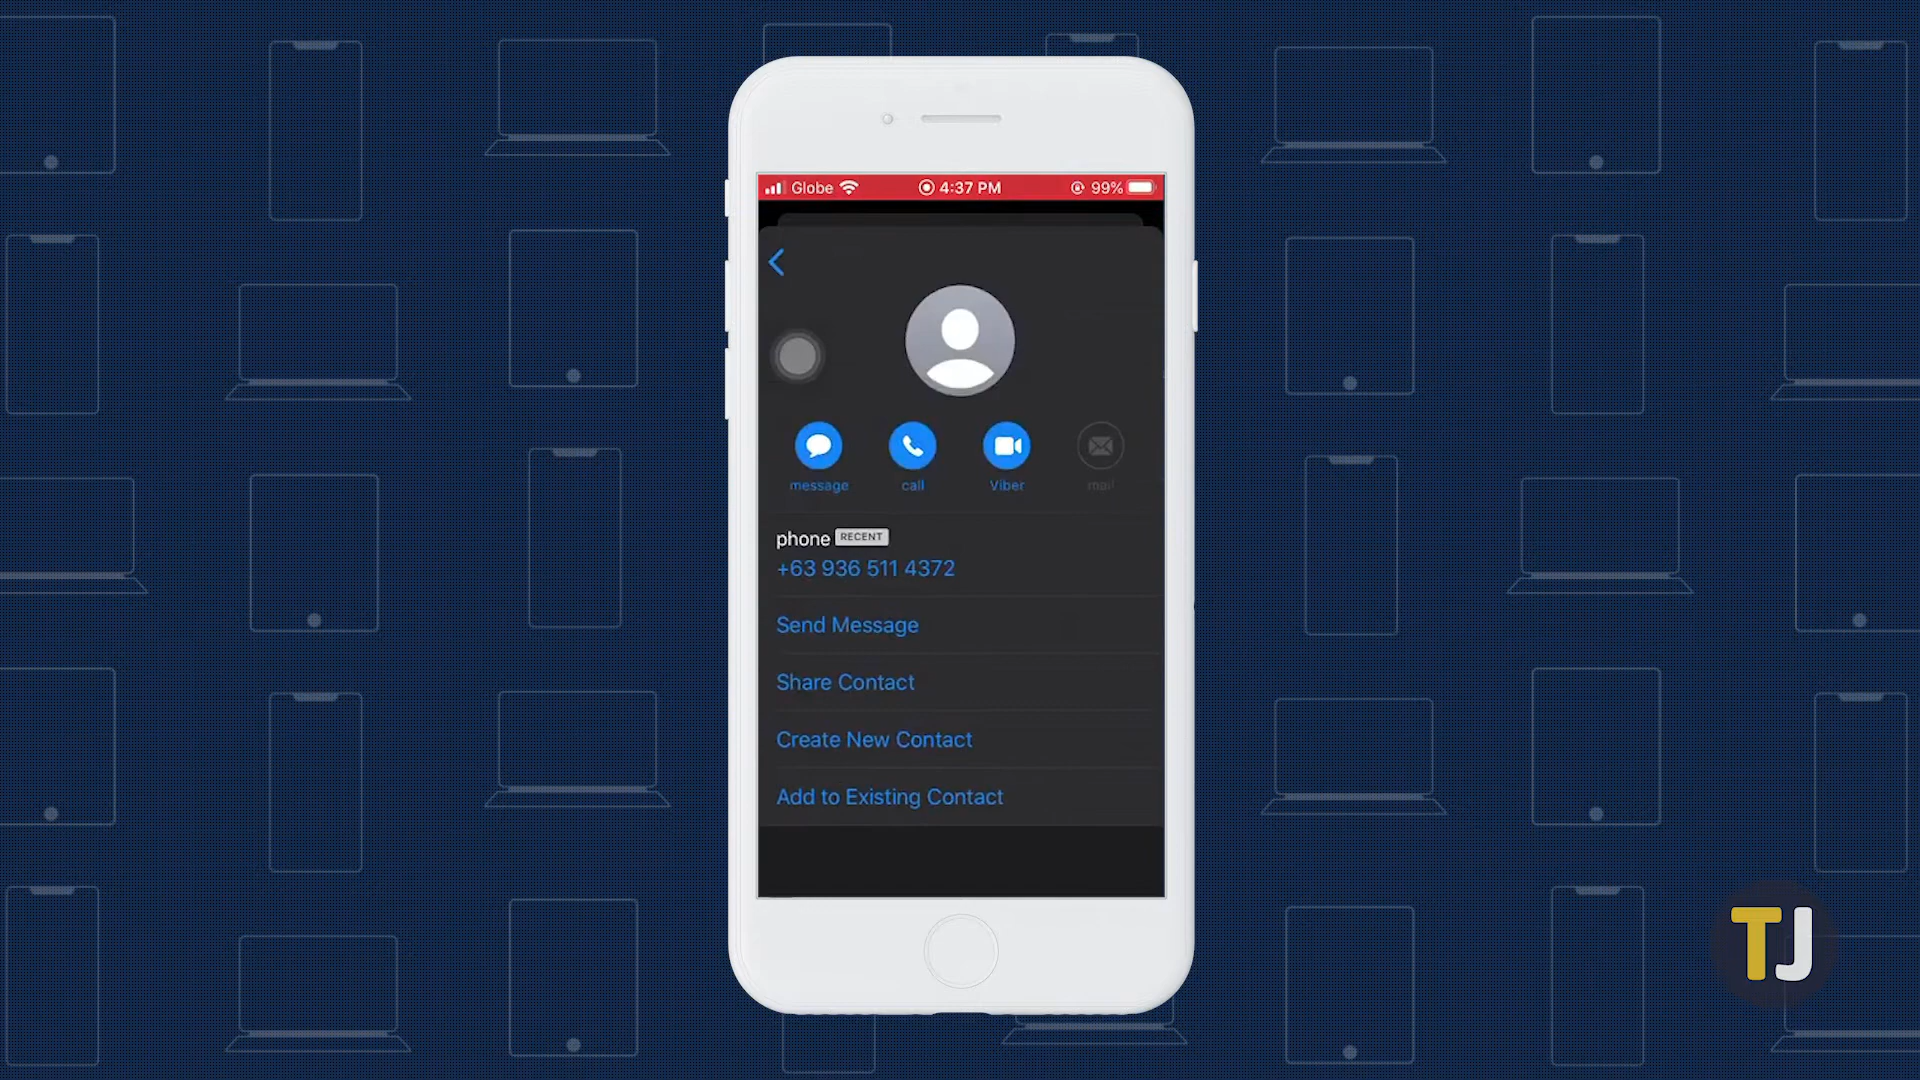 Globe 4:37 PM 99%
message call Viber mail
phone RECENT
+63 936 511 4372
Send Message
Share Contact
Create New Contact
Add to Existing Contact
TJ